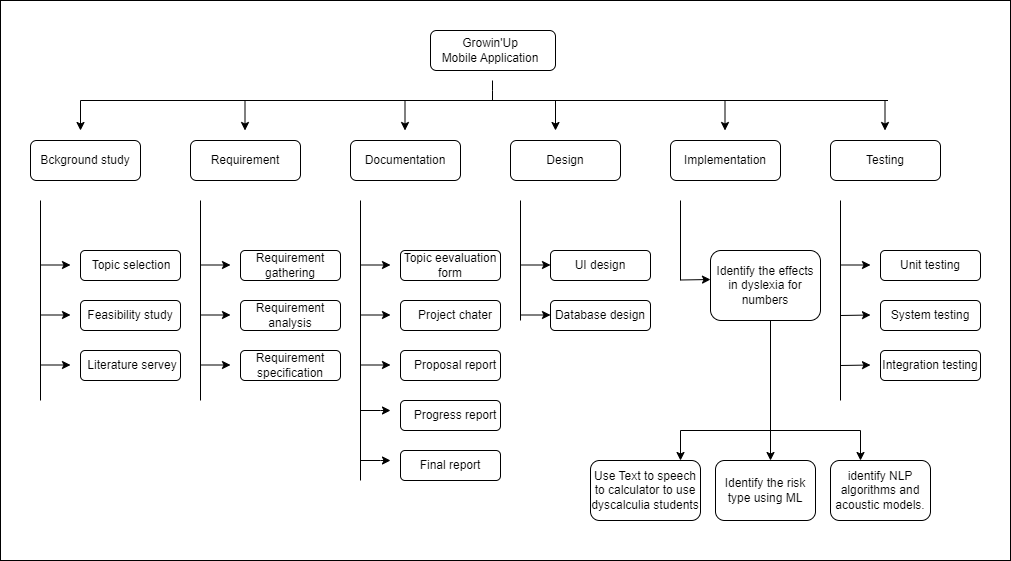 Growin'Up
Mobile Application
Bckground study
Requirement
Documentation
Design
Implementation
Testing
Topic selection
Feasibility study
Literature servey
Requirement
gathering
Requirement
analysis
Requirement
specification
Topic eevaluation
form
Project chater
Proposal report
Progress report
Final report
UI design
Database design
Identify the effects
in dyslexia for
numbers
Use Text to speech
to calculator to use
dyscalculia students
Identify the risk
type using ML
identify NLP
algorithms and
acoustic models.
Unit testing
System testing
Integration testing